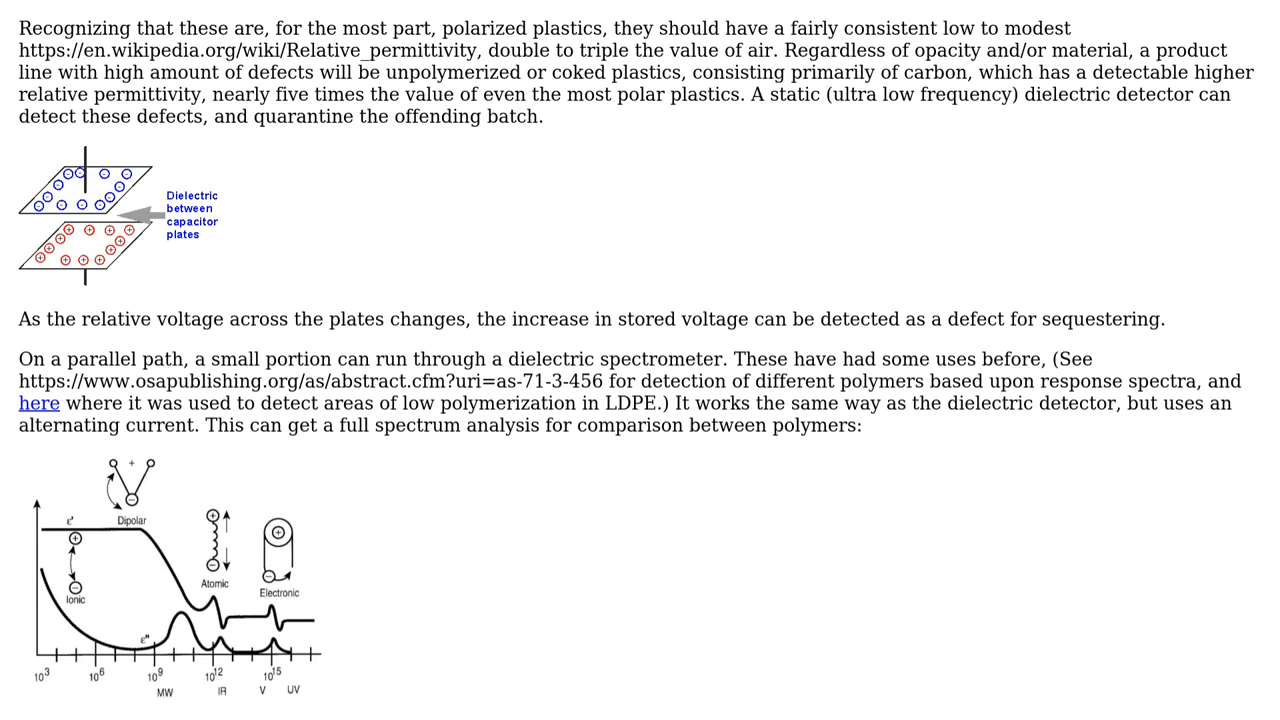 Recognizing that these are, for the most part, polarized plastics, they should have a fairly consistent low to modest
https://en.wikipedia.org/wiki/Relative_permittivity, double to triple the value of air. Regardless of opacity and/or material, a product
line with high amount of defects will be unpolymerized or coked plastics, consisting primarily of carbon, which has a detectable higher
relative permittivity, nearly five times the value of even the most polar plastics. A static (ultra low frequency) dielectric detector can
detect these defects, and quarantine the offending batch.
Dielectric
between
capacitor
plates
As the relative voltage across the plates changes, the increase in stored voltage can be detected as a defect for sequestering.
On a parallel path, a small portion can run through a dielectric spectrometer. These have had some uses before, (See
https://www.osapublishing.org/as/abstract.cfm?uri=as-71-3-456 for detection of different polymers based upon response spectra, and
here where it was used to detect areas of low polymerization in LDPE.) It works the same way as the dielectric detector, but uses an
alternating current. This can get a full spectrum analysis for comparison between polymers:
+
ε' Dipolar
Ionic
Atomic
Electronic
ε"
10³ 10⁶ 10⁹ 10¹² 10¹⁵
MW IR V UV